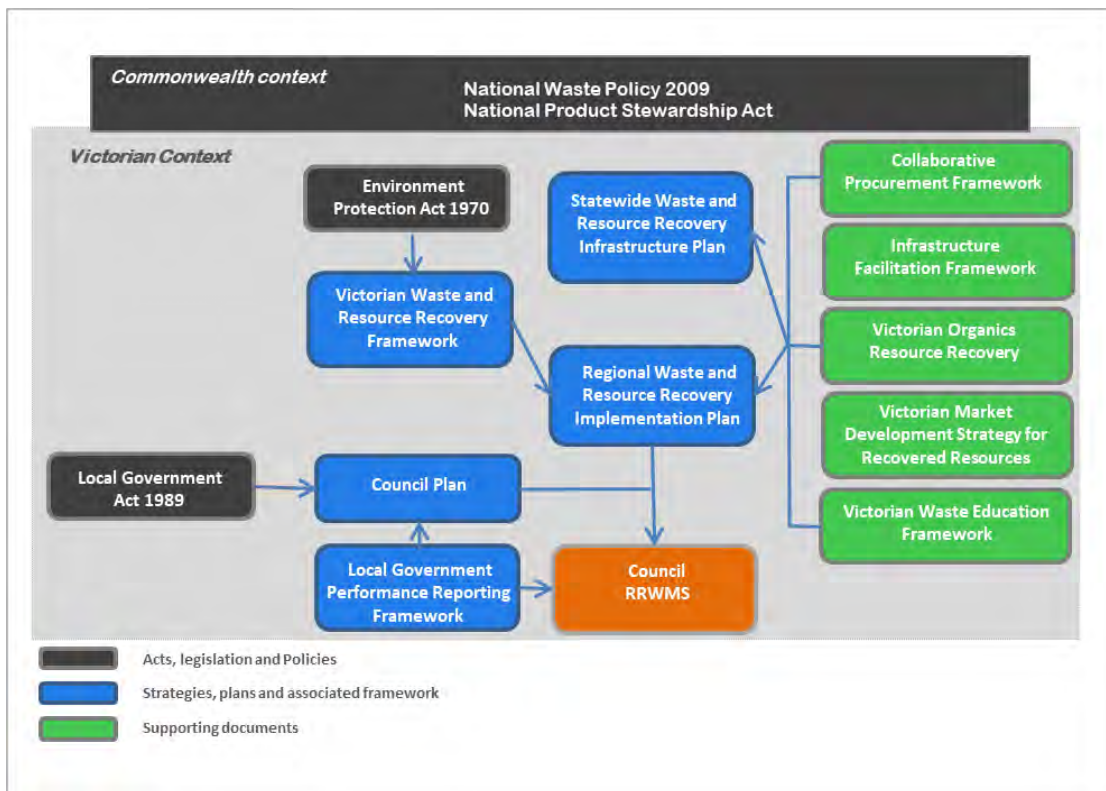 Commonwealth context
National Waste Policy 2009
National Product Stewardship Act
Victorian Context
Environment
Protection Act 1970
Statewide Waste and
Resource Recovery
Infrastructure Plan
Collaborative
Procurement Framework
Infrastructure
Facilitation Framework
Victorian Waste and
Resource Recovery
Framework
Victorian Organics
Resource Recovery
Regional Waste and
Resource Recovery
Implementation Plan
Victorian Market
Development Strategy for
Recovered Resources
Local Government
Act 1989
Council Plan
Victorian Waste Education
Framework
Local Government
Performance Reporting
Framework
Council
RRWMS
Acts, legislation and Policies
Strategies, plans and associated framework
Supporting documents